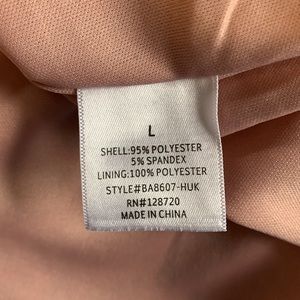 L
SHELL:95% POLYESTER
5% SPANDEX
LINING:100% POLYESTER
STYLE#BA8607-HUK
RN#128720
MADE IN CHINA